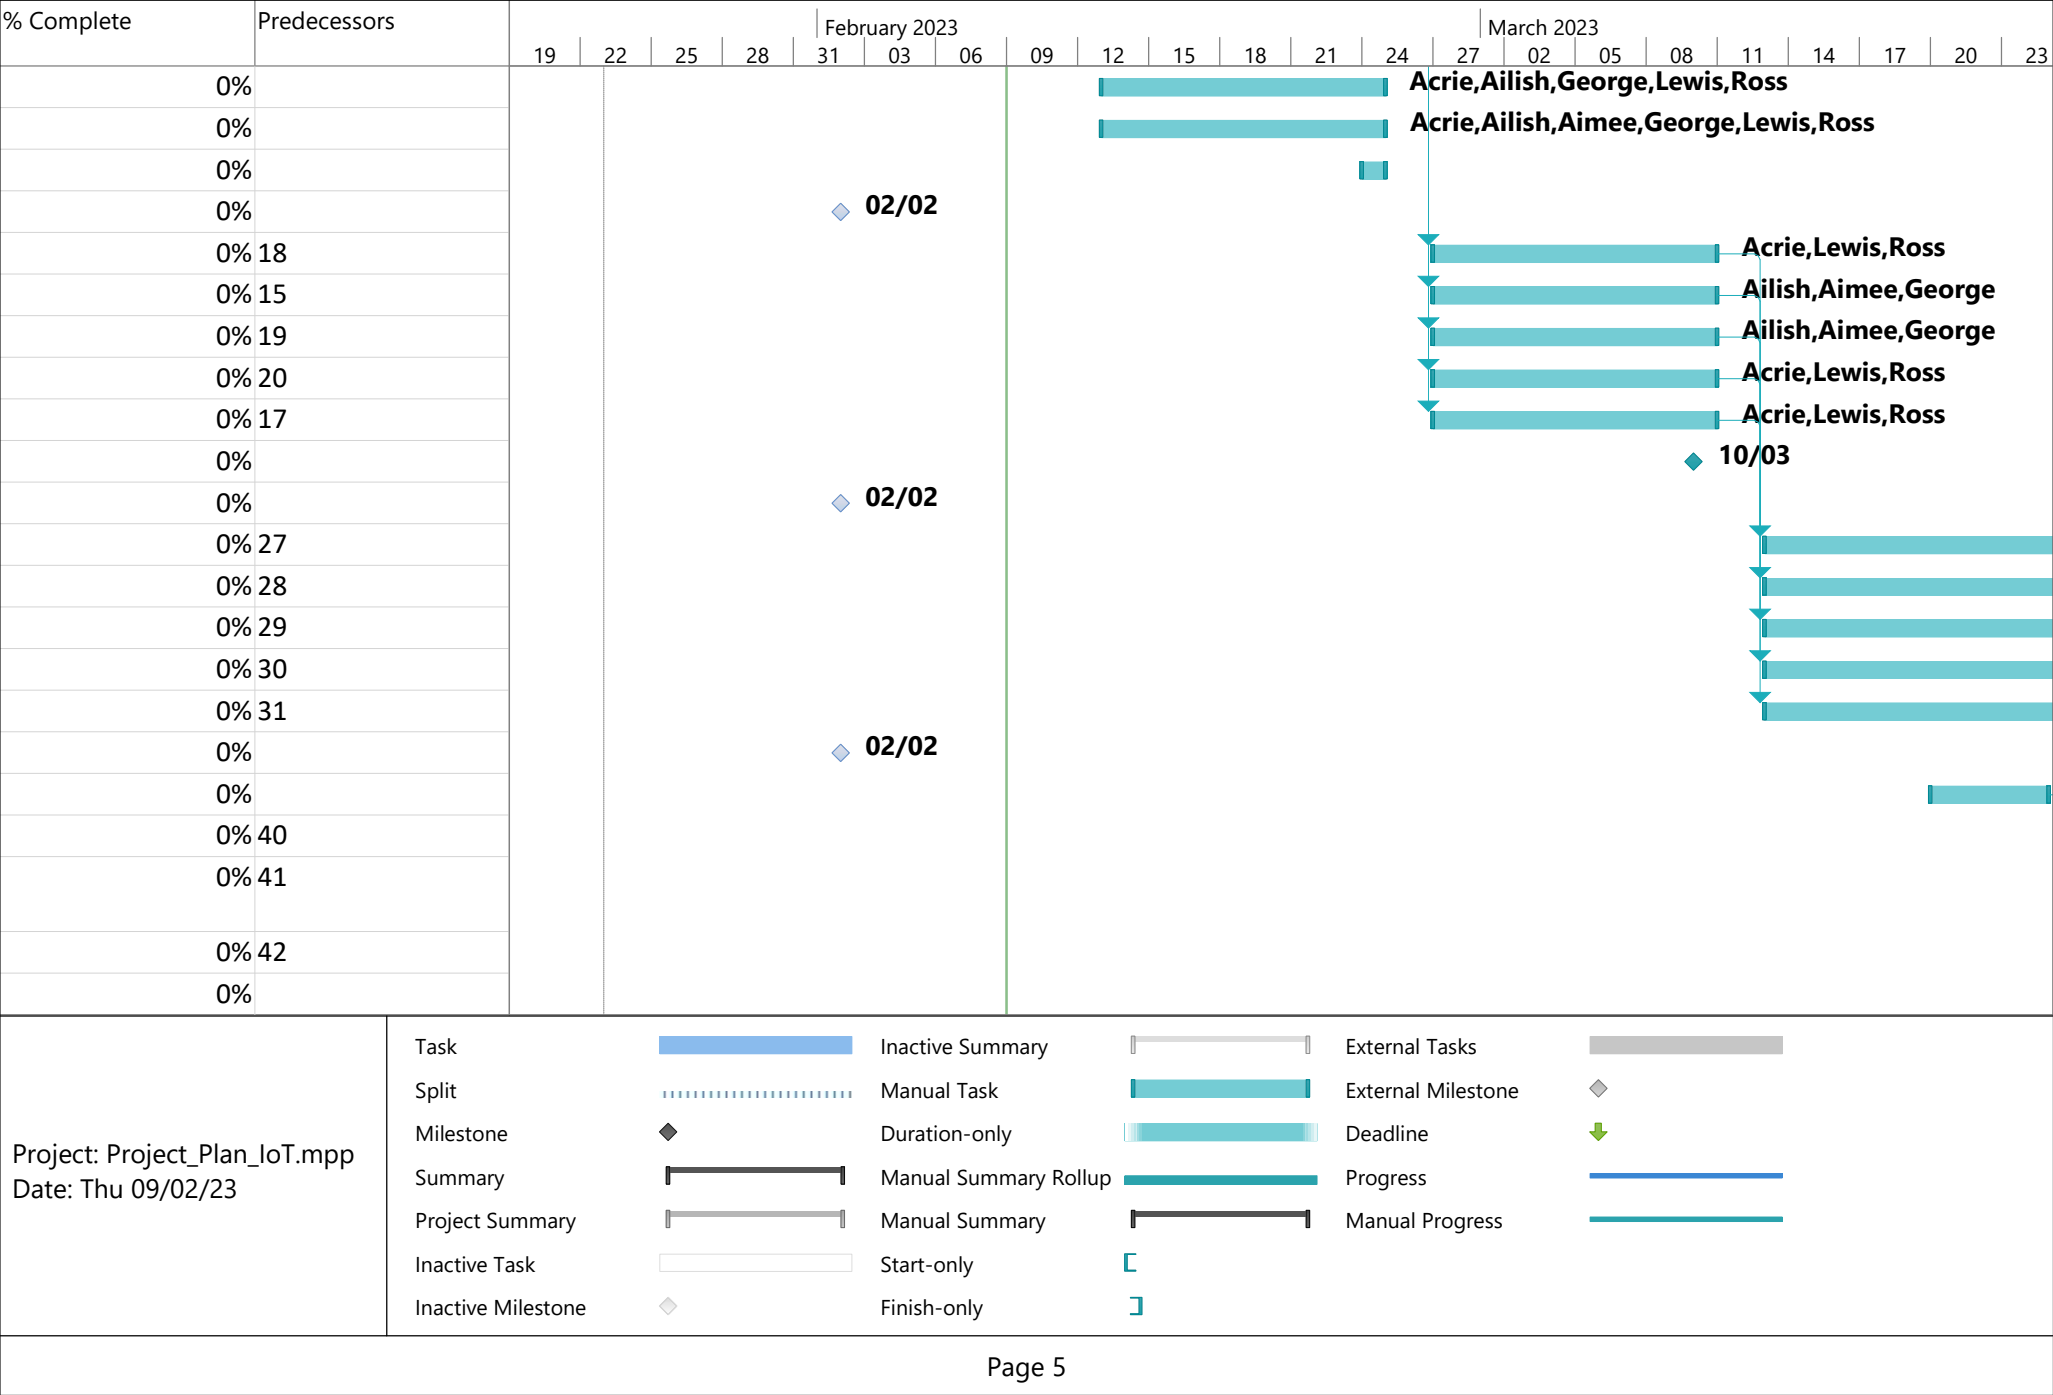 % Complete Predecessors
February 2023 March 2023
19 22 25 28 31 03 06 09 12 15 18 21 24 27 02 05 08 11 14 17 20 23
0% Acrie,Ailish,George,Lewis,Ross
0% Acrie,Ailish,Aimee,George,Lewis,Ross
0%
0% 02/02
0% 18 Acrie,Lewis,Ross
0% 15 Ailish,Aimee,George
0% 19 Ailish,Aimee,George
0% 20 Acrie,Lewis,Ross
0% 17 Acrie,Lewis,Ross
0% 10/03
0% 02/02
0% 27
0% 28
0% 29
0% 30
0% 31
0% 02/02
0%
0% 40
0% 41
0% 42
0%
Project: Project_Plan_IoT.mpp
Date: Thu 09/02/23
Task Inactive Summary External Tasks
Split Manual Task External Milestone
Milestone Duration-only Deadline
Summary Manual Summary Rollup Progress
Project Summary Manual Summary Manual Progress
Inactive Task Start-only
Inactive Milestone Finish-only
Page 5